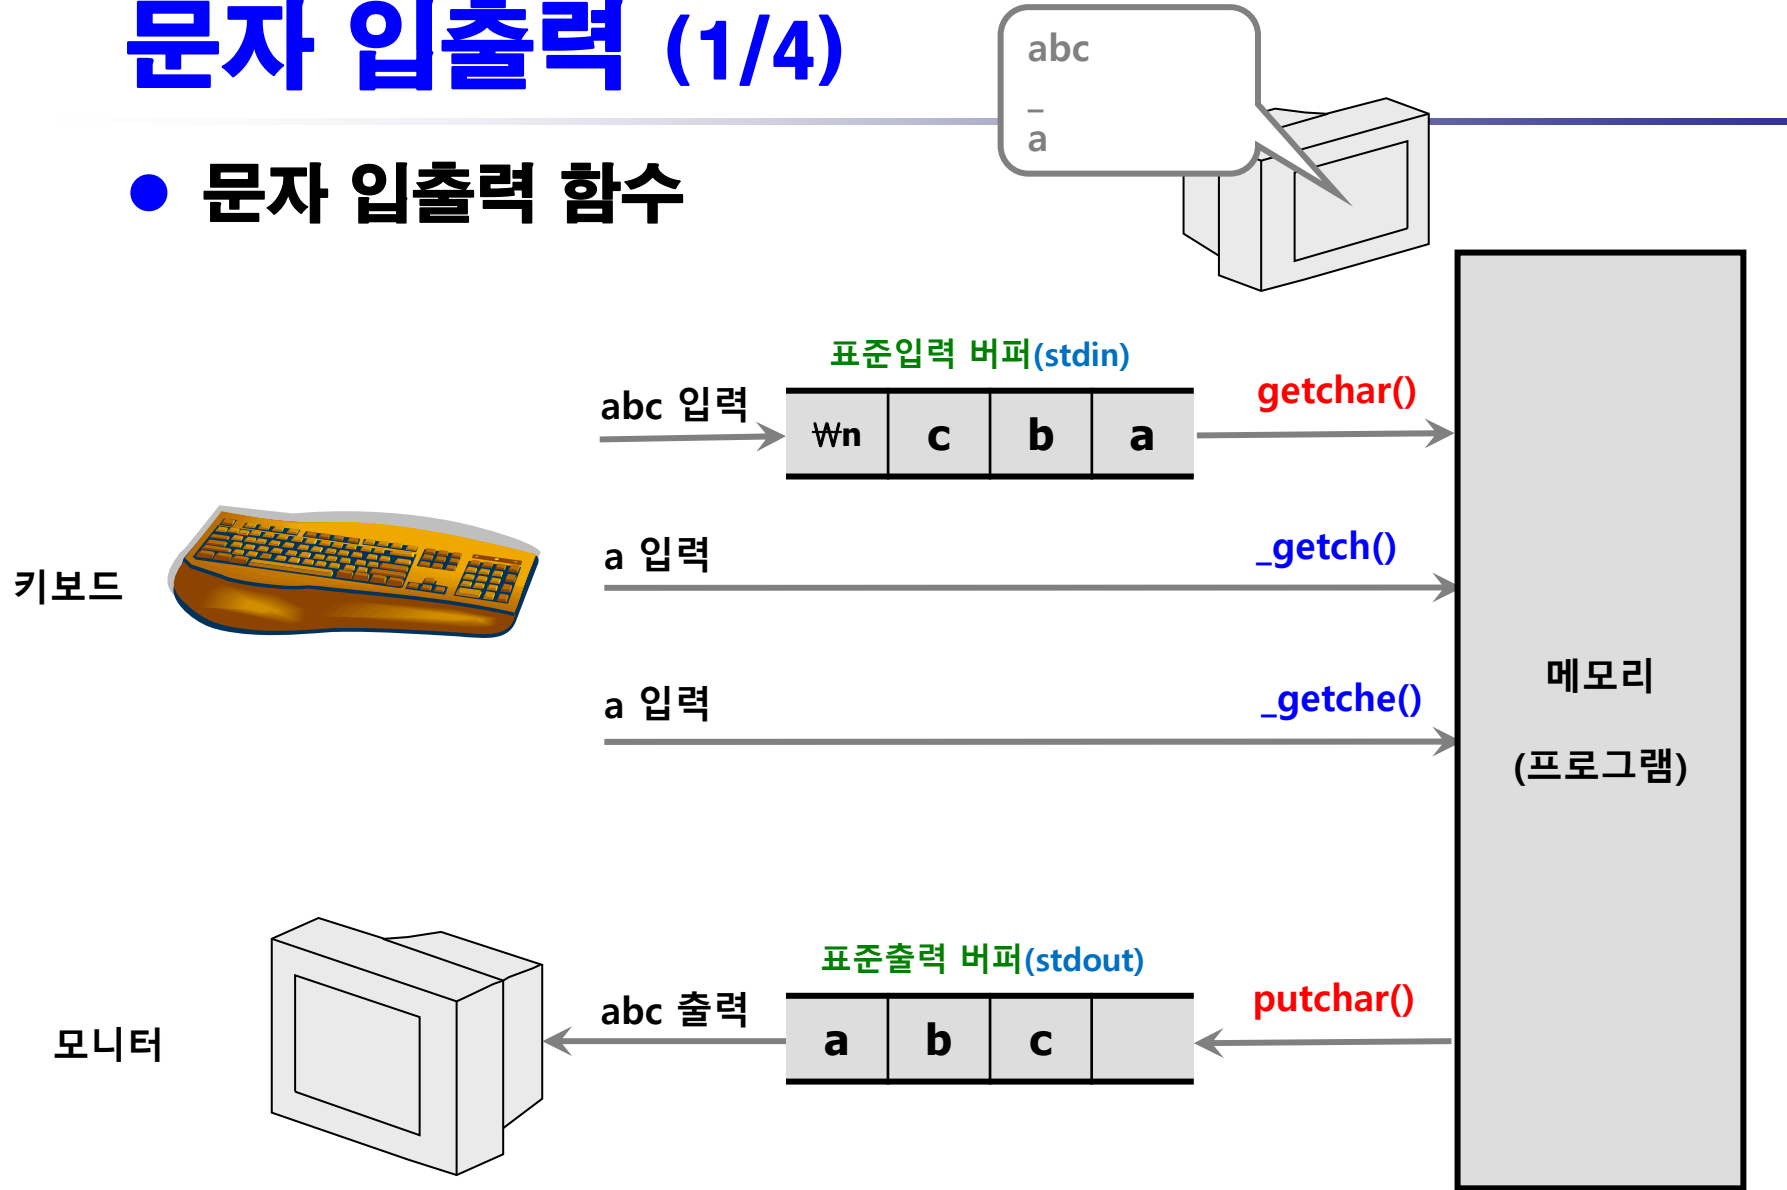 문자 입출력 (1/4)
abc
_
a
● 문자 입출력 함수
표준입력 버퍼(stdin)
abc 입력
₩n c b a
getchar()
키보드
a 입력
_getch()
a 입력
_getche()
메모리
(프로그램)
표준출력 버퍼(stdout)
모니터
abc 출력
a b c
putchar()